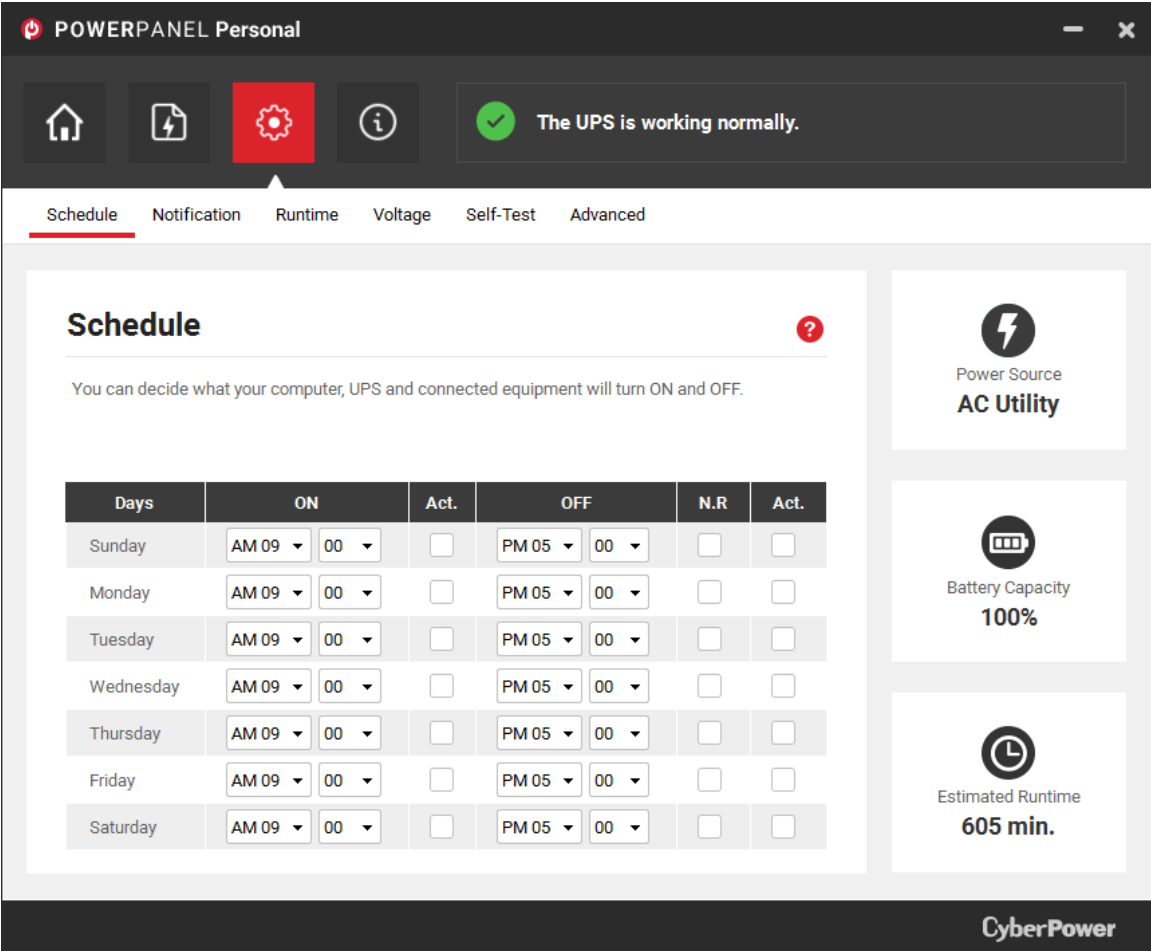 POWERPANEL Personal
The UPS is working normally.
Schedule Notification Runtime Voltage Self-Test Advanced
Schedule ?
You can decide what your computer, UPS and connected equipment will turn ON and OFF.
Days ON Act. OFF N.R Act.
Sunday AM 09 00 PM 05 00
Monday AM 09 00 PM 05 00
Tuesday AM 09 00 PM 05 00
Wednesday AM 09 00 PM 05 00
Thursday AM 09 00 PM 05 00
Friday AM 09 00 PM 05 00
Saturday AM 09 00 PM 05 00
Power Source
AC Utility
Battery Capacity
100%
Estimated Runtime
605 min.
CyberPower